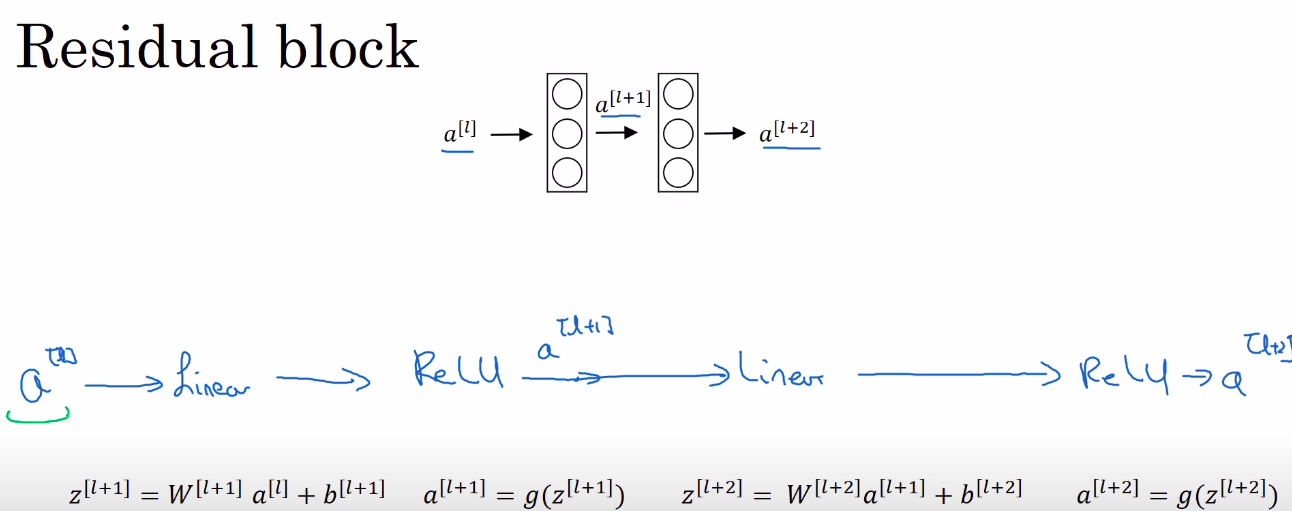 Residual block
a[l] a[l+1] a[l+2]
a[l] Linear ReLU a[l+1] Linear ReLU a[l+2]
z[l+1] = W[l+1] a[l] + b[l+1] a[l+1] = g(z[l+1]) z[l+2] = W[l+2]a[l+1] + b[l+2] a[l+2] = g(z[l+2])